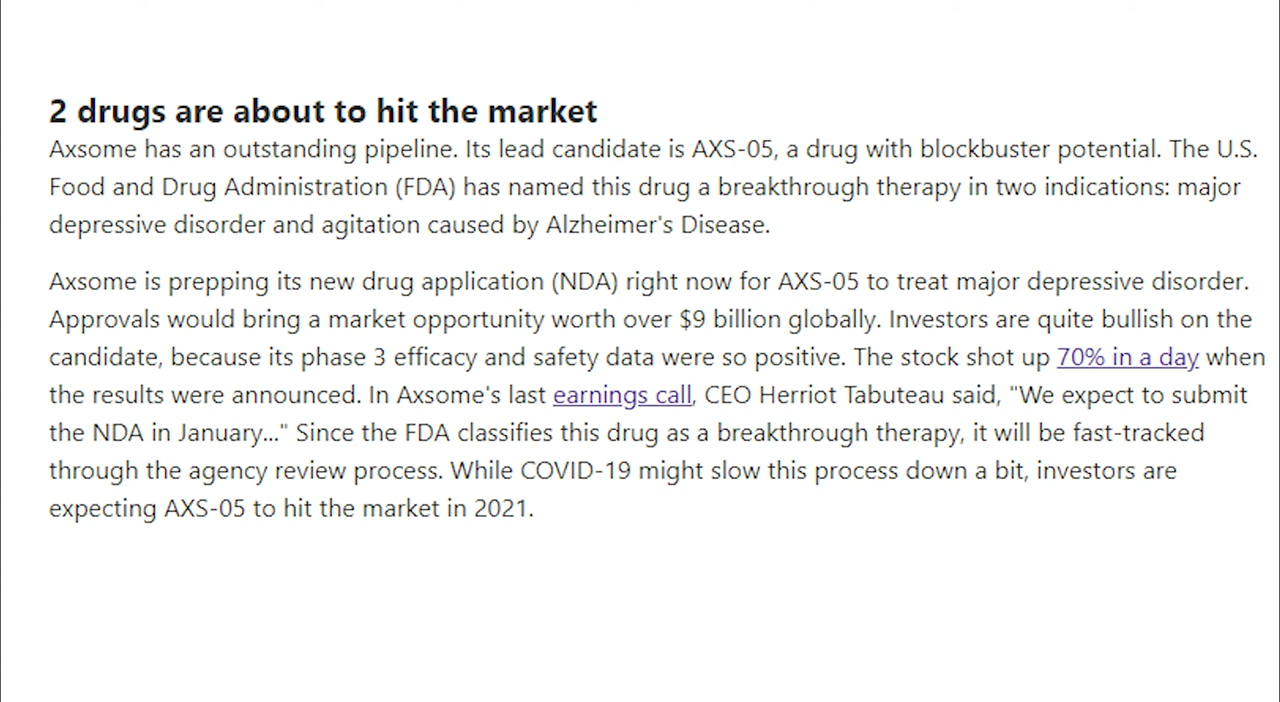 2 drugs are about to hit the market
Axsome has an outstanding pipeline. Its lead candidate is AXS-05, a drug with blockbuster potential. The U.S.
Food and Drug Administration (FDA) has named this drug a breakthrough therapy in two indications: major
depressive disorder and agitation caused by Alzheimer's Disease.
Axsome is prepping its new drug application (NDA) right now for AXS-05 to treat major depressive disorder.
Approvals would bring a market opportunity worth over $9 billion globally. Investors are quite bullish on the
candidate, because its phase 3 efficacy and safety data were so positive. The stock shot up 70% in a day when
the results were announced. In Axsome's last earnings call, CEO Herriot Tabuteau said, "We expect to submit
the NDA in January..." Since the FDA classifies this drug as a breakthrough therapy, it will be fast-tracked
through the agency review process. While COVID-19 might slow this process down a bit, investors are
expecting AXS-05 to hit the market in 2021.